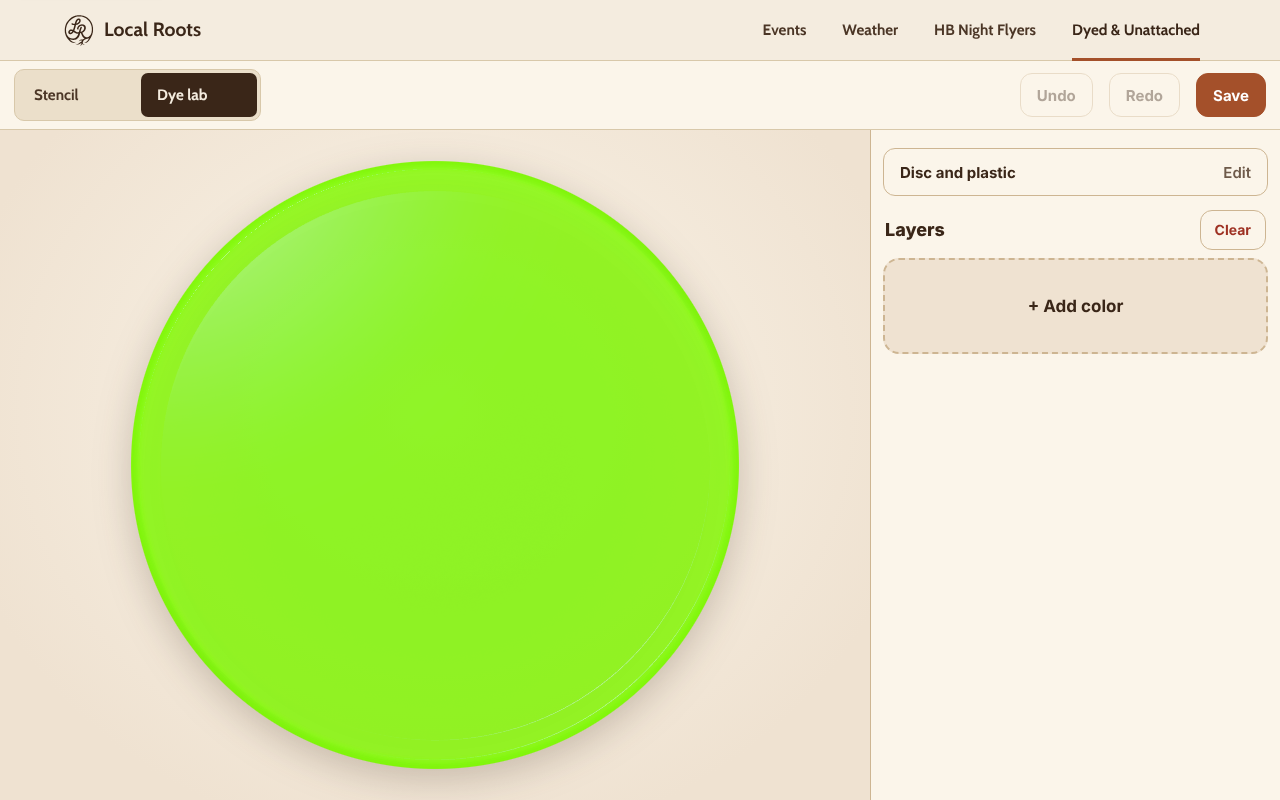 LR Local Roots
Events Weather HB Night Flyers Dyed & Unattached
Stencil Dye lab Undo Redo Save
Disc and plastic Edit
Layers Clear
+ Add color